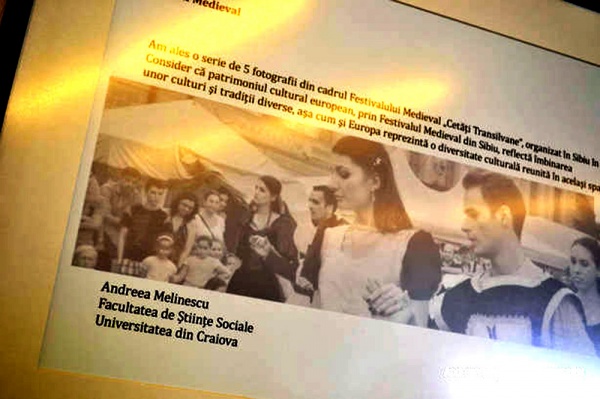 Medieval
Am ales o serie de 5 fotografii din cadrul Festivalului Medieval „Cetăți Transilvane”, organizat în Sibiu în
Consider că patrimoniul cultural european, prin Festivalul Medieval din Sibiu, reflectă îmbinarea
unor culturi și tradiții diverse, așa cum și Europa reprezintă o diversitate culturală reunită în același spa
Andreea Melinescu
Facultatea de Științe Sociale
Universitatea din Craiova